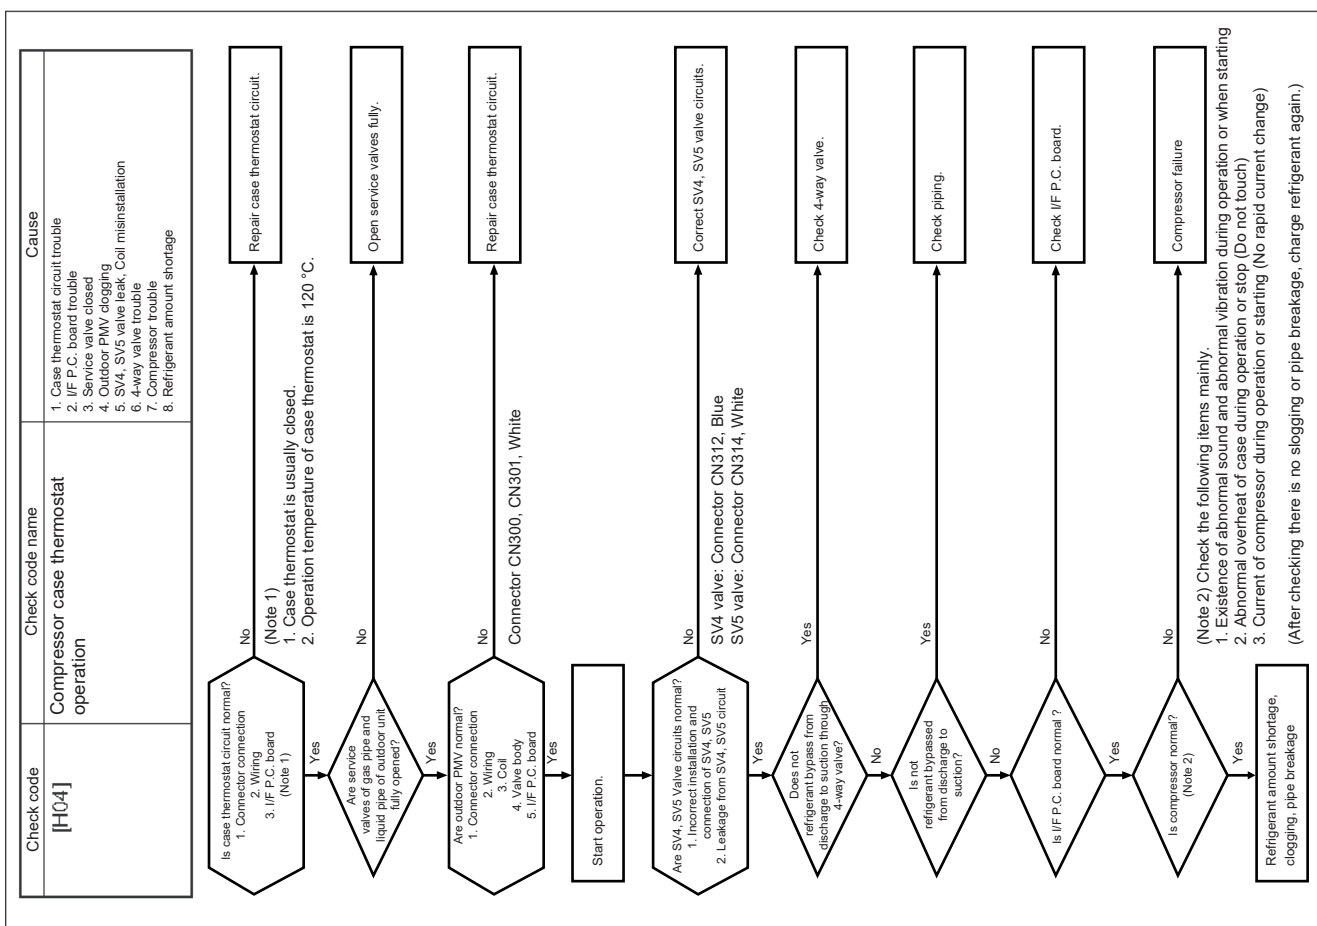 Check code
Check code name
Cause
[H04]
Compressor case thermostat
operation
1. Case thermostat circuit trouble
2. I/F P.C. board trouble
3. Service valve closed
4. Outdoor PMV clogging
5. SV4, SV5 valve leak, Coil misinstallation
6. 4-way valve trouble
7. Compressor trouble
8. Refrigerant amount shortage
Is case thermostat circuit normal?
1. Connector connection
2. Wiring
3. I/F P.C. board
(Note 1)
No
Repair case thermostat circuit.
(Note 1)
1. Case thermostat is usually closed.
2. Operation temperature of case thermostat is 120 °C.
Yes
Are service
valves of gas pipe and
liquid pipe of outdoor unit
fully opened?
No
Open service valves fully.
Yes
Are outdoor PMV normal?
1. Connector connection
2. Wiring
3. Coil
4. Valve body
5. I/F P.C. board
No
Repair case thermostat circuit.
Connector CN300, CN301, White
Yes
Start operation.
Are SV4, SV5 Valve circuits normal?
1. Incorrect installation and
connection of SV4, SV5
2. Leakage from SV4, SV5 circuit
No
Correct SV4, SV5 valve circuits.
SV4 valve: Connector CN312, Blue
SV5 valve: Connector CN314, White
Yes
Does not
refrigerant bypass from
discharge to suction through
4-way valve?
Yes
Check 4-way valve.
No
Is not
refrigerant bypassed
from discharge to
suction?
Yes
Check piping.
No
Is I/F P.C. board normal ?
No
Check I/F P.C. board.
Yes
Is compressor normal?
(Note 2)
No
Compressor failure
Yes
(Note 2) Check the following items mainly.
1. Existence of abnormal sound and abnormal vibration during operation or when starting
2. Abnormal overheat of case during operation or stop (Do not touch)
3. Current of compressor during operation or starting (No rapid current change)
Refrigerant amount shortage,
clogging, pipe breakage
(After checking there is no slogging or pipe breakage, charge refrigerant again.)